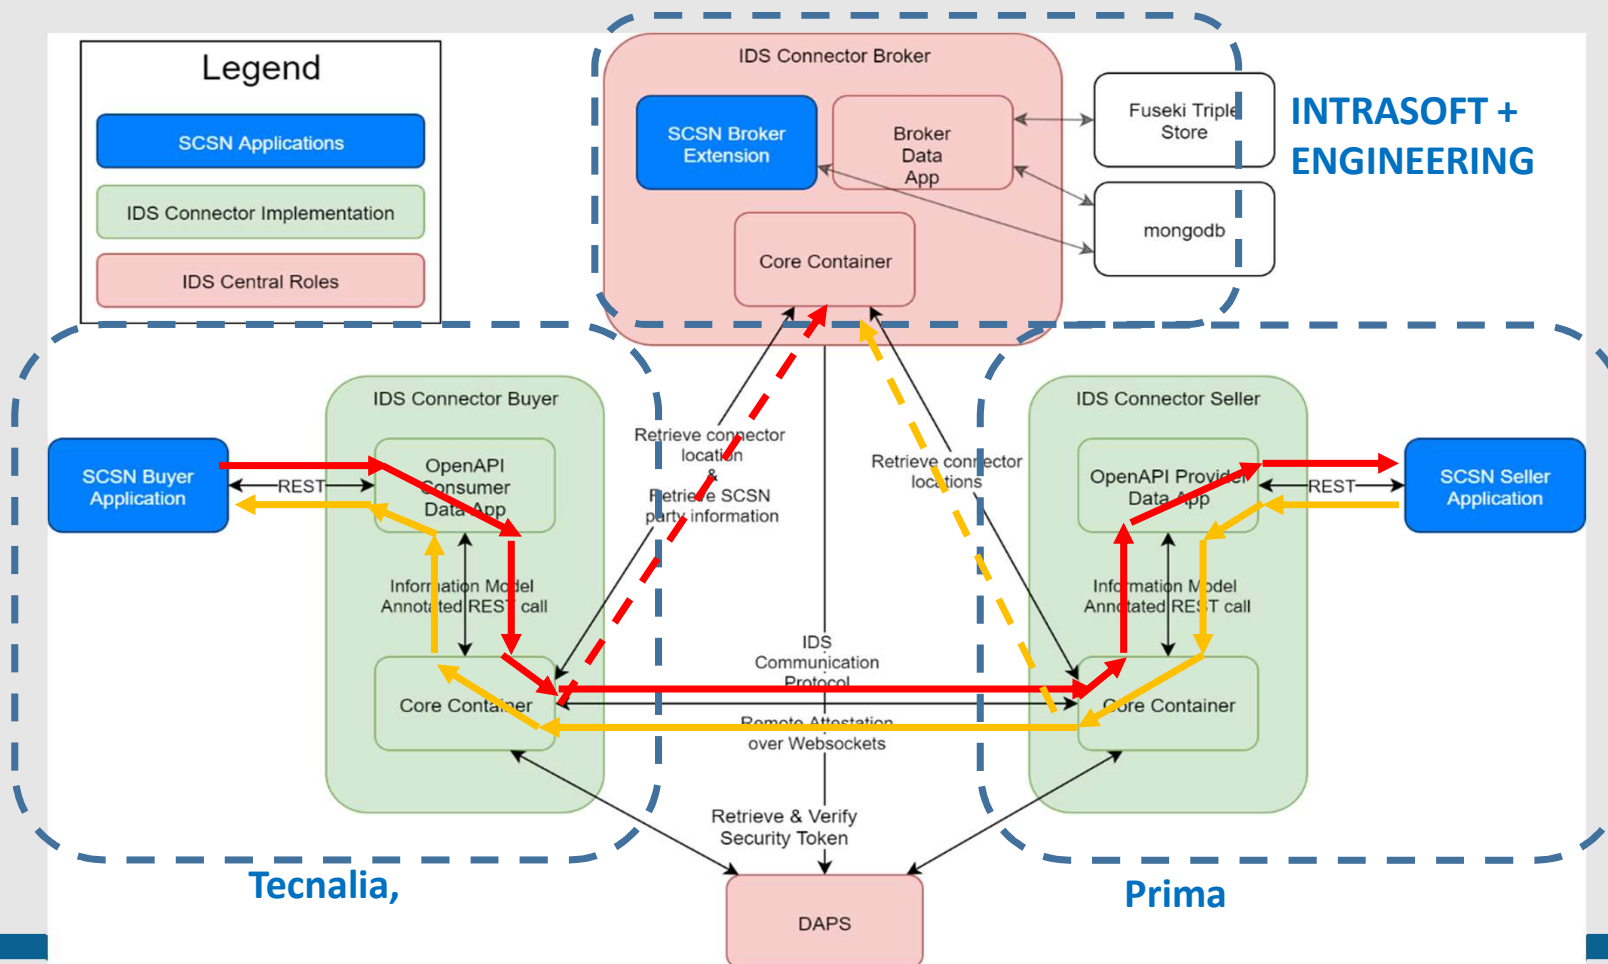 Legend
SCSN Applications
IDS Connector Implementation
IDS Central Roles
IDS Connector Broker
SCSN Broker
Extension
Broker
Data
App
Core Container
Fuseki Triple
Store
mongodb
INTRASOFT +
ENGINEERING
IDS Connector Buyer
SCSN Buyer
Application
REST
OpenAPI
Consumer
Data App
Information Model
Annotated REST call
Core Container
Retrieve connector
location
&
Retrieve SCSN
party information
Retrieve connector
locations
IDS
Communication
Protocol
Remote Attestation
over Websockets
Retrieve & Verify
Security Token
IDS Connector Seller
OpenAPI Provider
Data App
REST
SCSN Seller
Application
Information Model
Annotated REST call
Core Container
Tecnalia,
Prima
DAPS